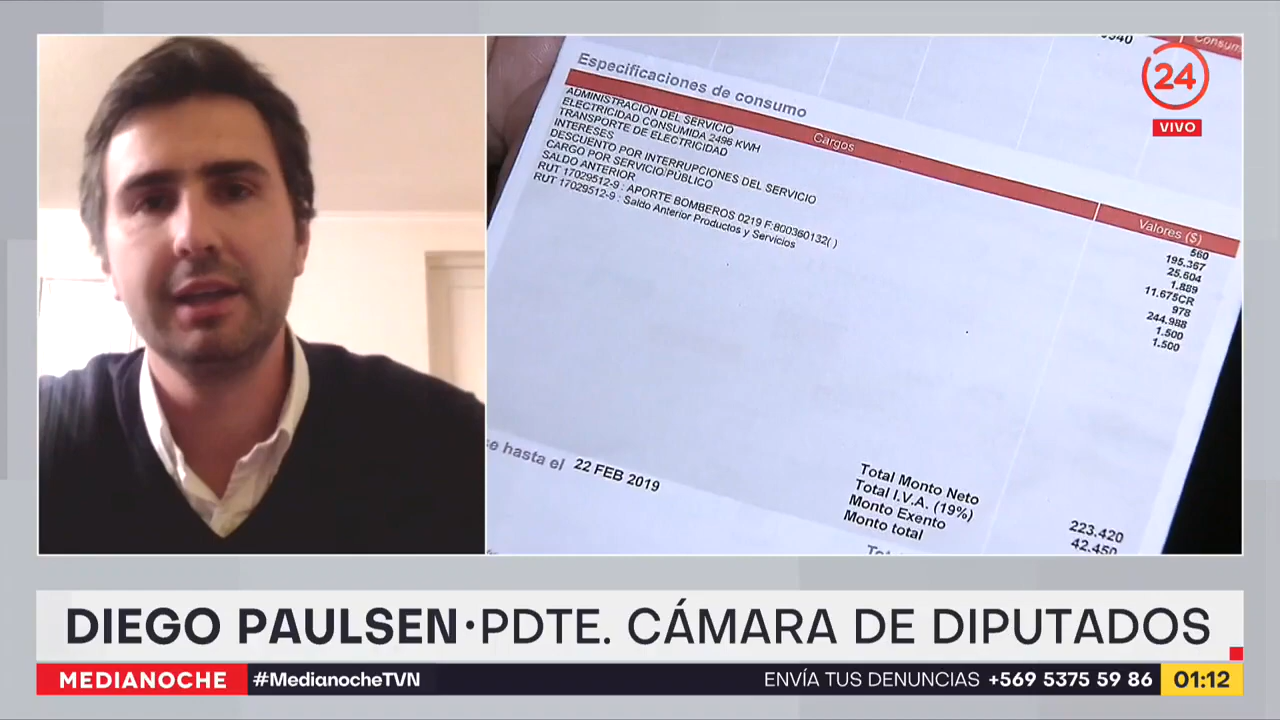 24
VIVO
Especificaciones de consumo
Cargos
Valores ($)
ADMINISTRACIÓN DEL SERVICIO
560
ELECTRICIDAD CONSUMIDA 2496 KWH
195.367
TRANSPORTE DE ELECTRICIDAD
25.604
INTERESES
1.889
DESCUENTO POR INTERRUPCIONES DEL SERVICIO
11.675CR
CARGO POR SERVICIO PÚBLICO
978
SALDO ANTERIOR
244.988
RUT 17029512-9 : APORTE BOMBEROS 0219 F:800360132( )
1.500
RUT 17029512-9 : Saldo Anterior Productos y Servicios
1.500
hasta el 22 FEB 2019
Total Monto Neto
223.420
Total I.V.A. (19%)
42.450
Monto Exento
Monto total
DIEGO PAULSEN·PDTE. CÁMARA DE DIPUTADOS
MEDIANOCHE #MedianocheTVN ENVÍA TUS DENUNCIAS +569 5375 59 86 01:12